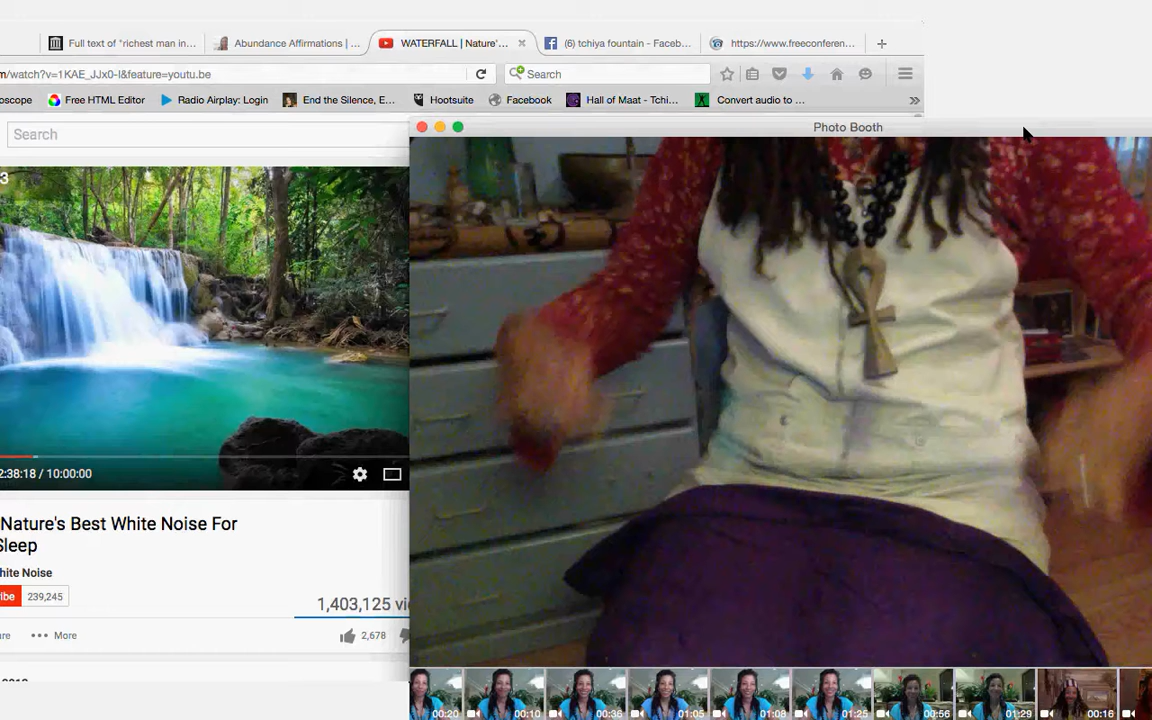 Full text of "richest man in...
Abundance Affirmations | ...
WATERFALL | Nature'...
(6) tchiya fountain - Faceb...
https://www.freeconferen...
m/watch?v=1KAE_JJx0-I&feature=youtu.be
Search
oscope
Free HTML Editor
Radio Airplay: Login
End the Silence, E...
Hootsuite
Facebook
Hall of Maat - Tchi...
Convert audio to ...
Search
Photo Booth
3
2:38:18 / 10:00:00
Nature's Best White Noise For
Sleep
hite Noise
ibe 239,245
1,403,125 vi
re ••• More 2,678
00:20 00:10 00:36 01:05 01:08 01:25 00:56 01:29 00:16